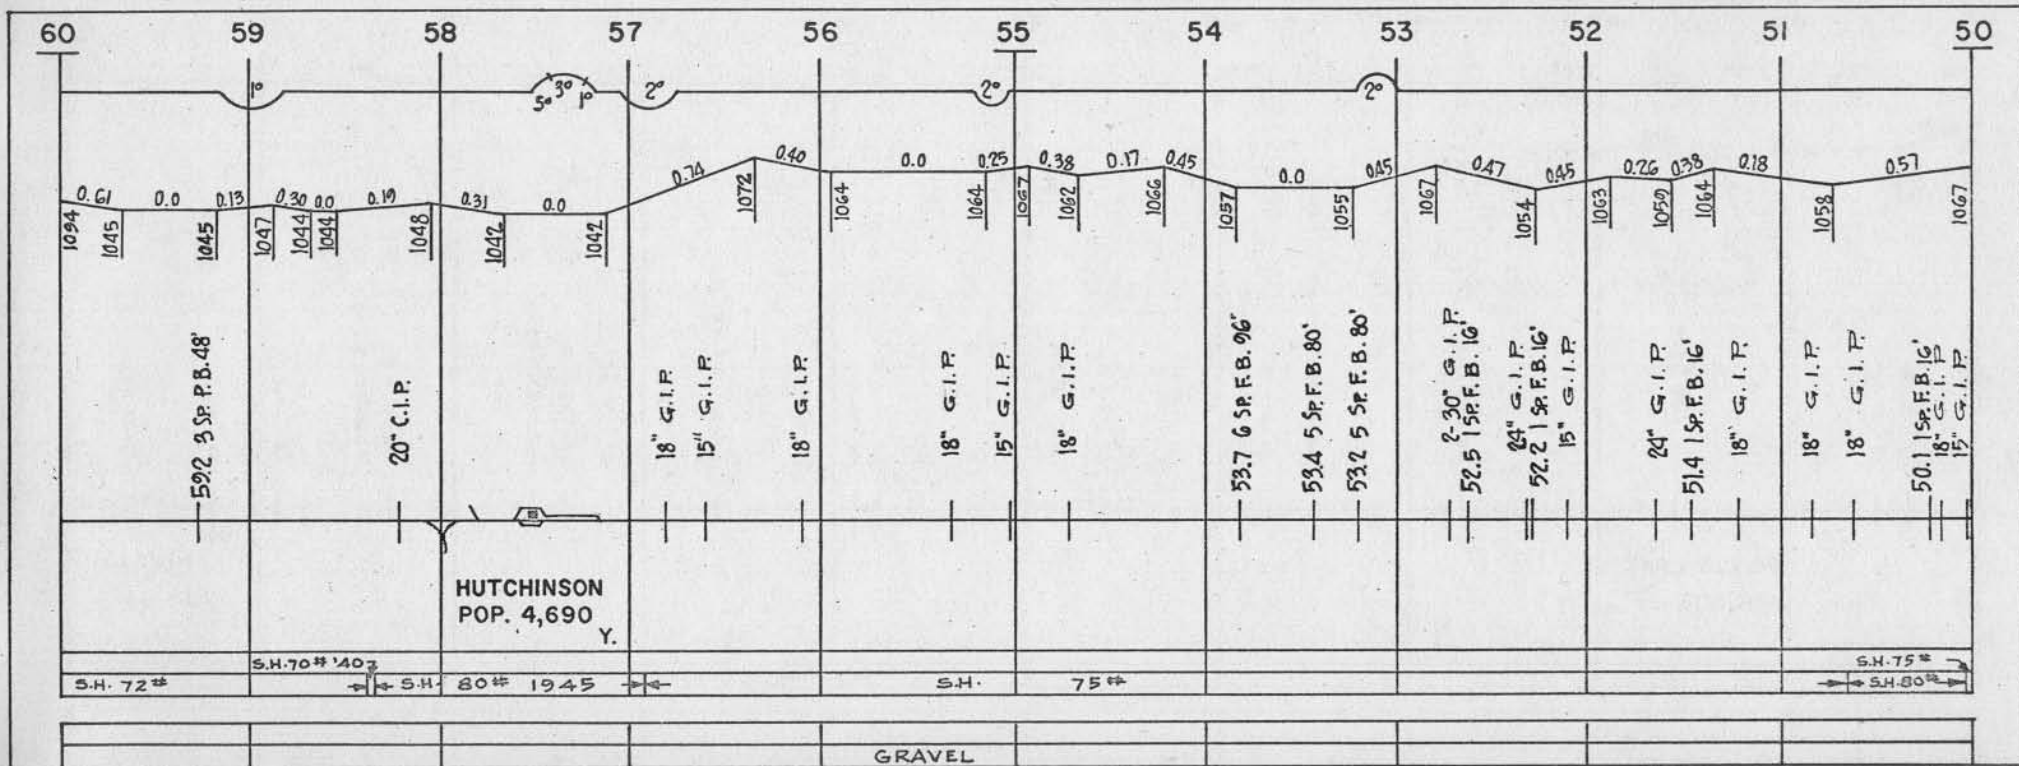 60 59 58 57 56 55 54 53 52 51 50
1° 5° 3° 1° 2° 2° 2°
0.61 0.0 0.13 0.30 0.0 0.19 0.31 0.0 0.74 0.40 0.0 0.25 0.38 0.17 0.45 0.0 0.45 0.47 0.45 0.26 0.38 0.18 0.57
1094 1045 1045 1047 1044 1044 1048 1042 1042 1072 1064 1064 1067 1062 1066 1057 1055 1067 1054 1063 1059 1064 1058 1067
59.2 3 SP. P.B. 48'
20" C.I.P.
18" G.I.P.
15" G.I.P.
18" G.I.P.
18" G.I.P.
15" G.I.P.
18" G.I.P.
53.7 6 SP. F.B. 96'
53.4 5 SP. F.B. 80'
53.2 5 SP. F.B. 80'
2-30" G.I.P.
52.5 1 SP. F.B. 16'
24" G.I.P.
52.2 1 SP. F.B. 16'
15" G.I.P.
24" G.I.P.
51.4 1 SP. F.B. 16'
18" G.I.P.
18" G.I.P.
18" G.I.P.
50.1 1 SP. F.B. 16'
18" G.I.P
15" G.I.P.
HUTCHINSON
POP. 4,690
Y.
S.H. 70# '40
S.H. 75#
S.H. 72# S.H. 80# 1945 S.H. 75# S.H. 80#
GRAVEL